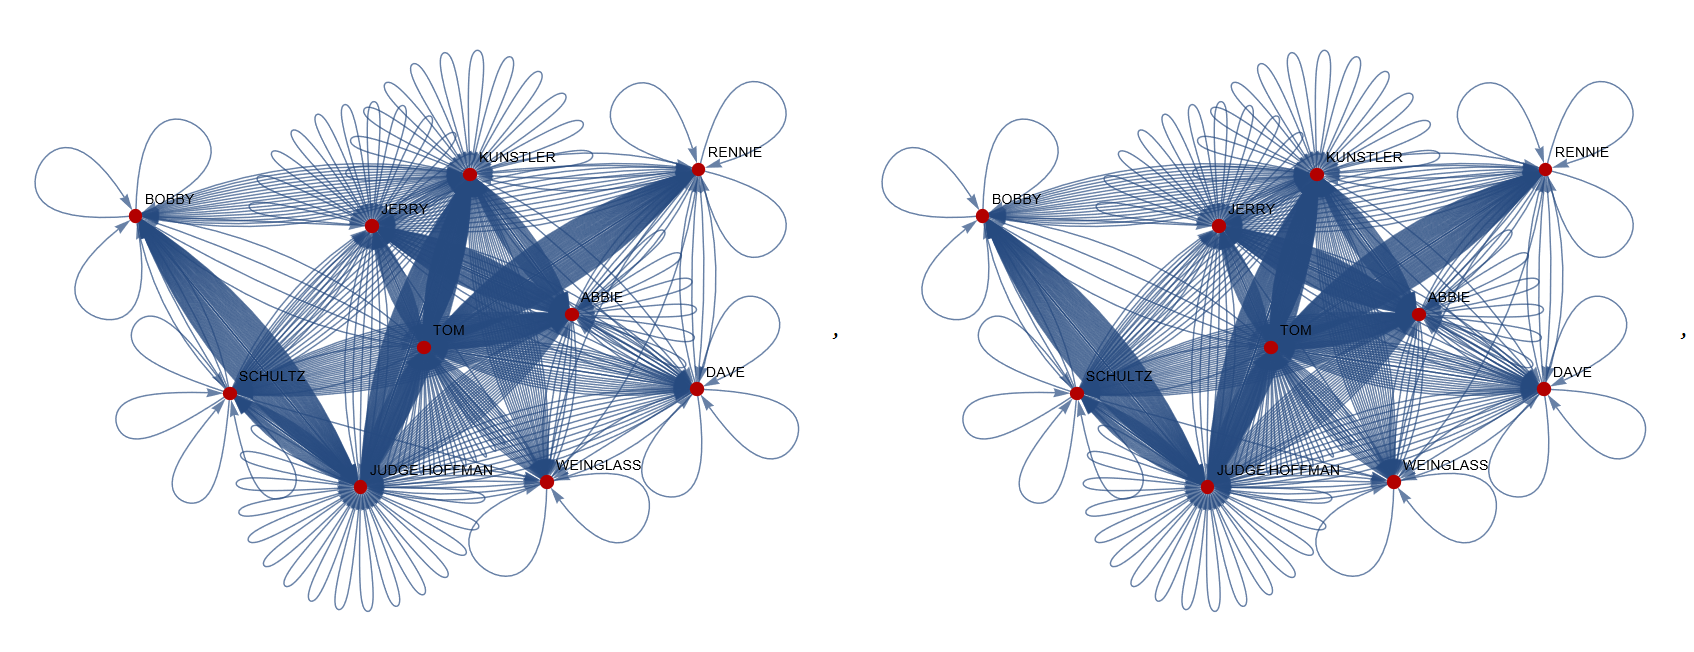 KUNSTLER
RENNIE
BOBBY
JERRY
ABBIE
TOM
SCHULTZ
DAVE
JUDGE HOFFMAN
WEINGLASS
,
KUNSTLER
RENNIE
BOBBY
JERRY
ABBIE
TOM
SCHULTZ
DAVE
JUDGE HOFFMAN
WEINGLASS
,